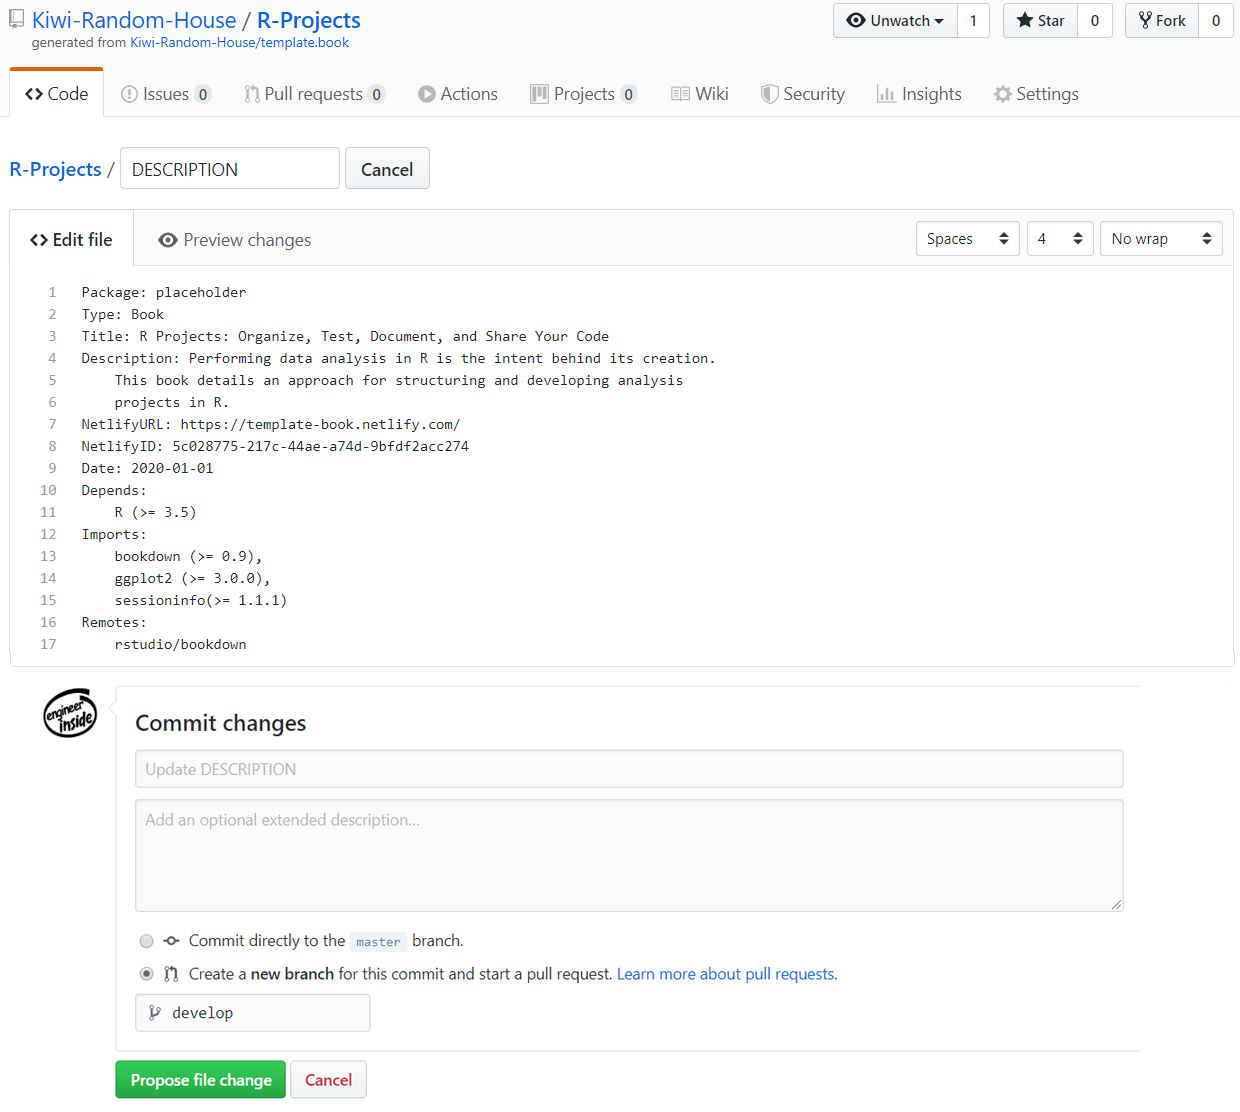 Kiwi-Random-House / R-Projects
generated from Kiwi-Random-House/template.book
Unwatch 1 Star 0 Fork 0
Code Issues 0 Pull requests 0 Actions Projects 0 Wiki Security Insights Settings
R-Projects / DESCRIPTION Cancel
Edit file Preview changes Spaces 4 No wrap
1 Package: placeholder
2 Type: Book
3 Title: R Projects: Organize, Test, Document, and Share Your Code
4 Description: Performing data analysis in R is the intent behind its creation.
5 This book details an approach for structuring and developing analysis
6 projects in R.
7 NetlifyURL: https://template-book.netlify.com/
8 NetlifyID: 5c028775-217c-44ae-a74d-9bfdf2acc274
9 Date: 2020-01-01
10 Depends:
11 R (>= 3.5)
12 Imports:
13 bookdown (>= 0.9),
14 ggplot2 (>= 3.0.0),
15 sessioninfo(>= 1.1.1)
16 Remotes:
17 rstudio/bookdown
engineer
inside
Commit changes
Update DESCRIPTION
Add an optional extended description...
Commit directly to the master branch.
Create a new branch for this commit and start a pull request. Learn more about pull requests.
develop
Propose file change Cancel